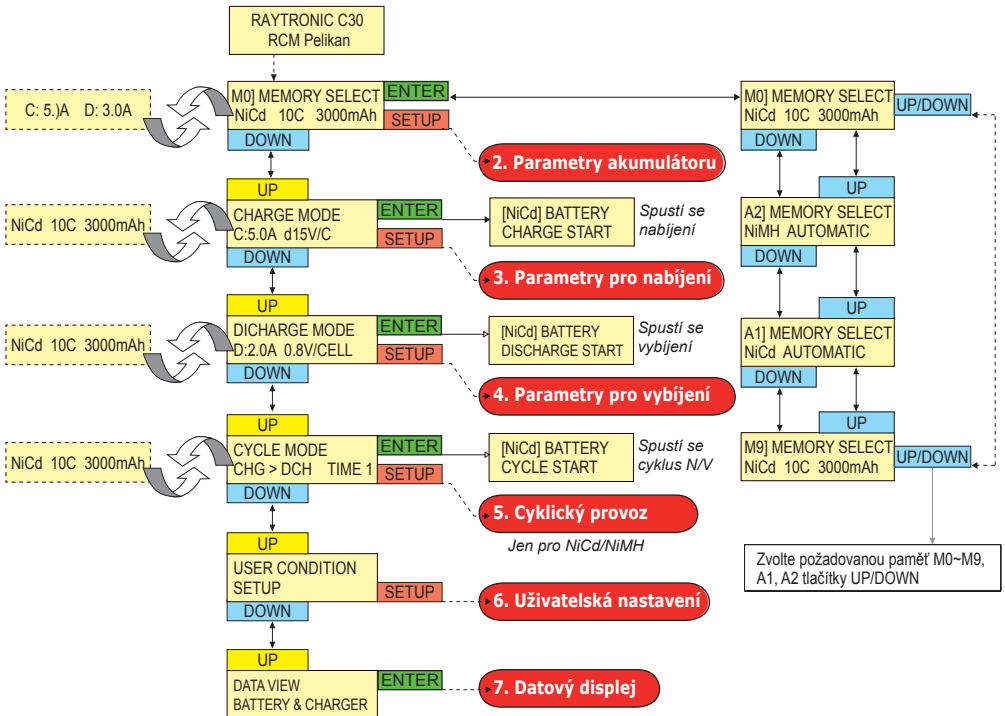 RAYTRONIC C30
RCM Pelikan
C: 5.)A D: 3.0A
M0] MEMORY SELECT
NiCd 10C 3000mAh
ENTER
SETUP
DOWN
2. Parametry akumulátoru
UP
NiCd 10C 3000mAh
CHARGE MODE
C:5.0A d15V/C
ENTER
SETUP
DOWN
[NiCd] BATTERY
CHARGE START
Spustí se
nabíjení
3. Parametry pro nabíjení
UP
NiCd 10C 3000mAh
DICHARGE MODE
D:2.0A 0.8V/CELL
ENTER
SETUP
DOWN
[NiCd] BATTERY
DISCHARGE START
Spustí se
vybíjení
4. Parametry pro vybíjení
UP
NiCd 10C 3000mAh
CYCLE MODE
CHG > DCH TIME 1
ENTER
SETUP
DOWN
[NiCd] BATTERY
CYCLE START
Spustí se
cyklus N/V
5. Cyklický provoz
Jen pro NiCd/NiMH
UP
USER CONDITION
SETUP
SETUP
DOWN
6. Uživatelská nastavení
UP
DATA VIEW
BATTERY & CHARGER
ENTER
7. Datový displej
M0] MEMORY SELECT
NiCd 10C 3000mAh
UP/DOWN
DOWN
UP
A2] MEMORY SELECT
NiMH AUTOMATIC
DOWN
UP
A1] MEMORY SELECT
NiCd AUTOMATIC
DOWN
UP
M9] MEMORY SELECT
NiCd 10C 3000mAh
UP/DOWN
Zvolte požadovanou paměť M0~M9,
A1, A2 tlačítky UP/DOWN